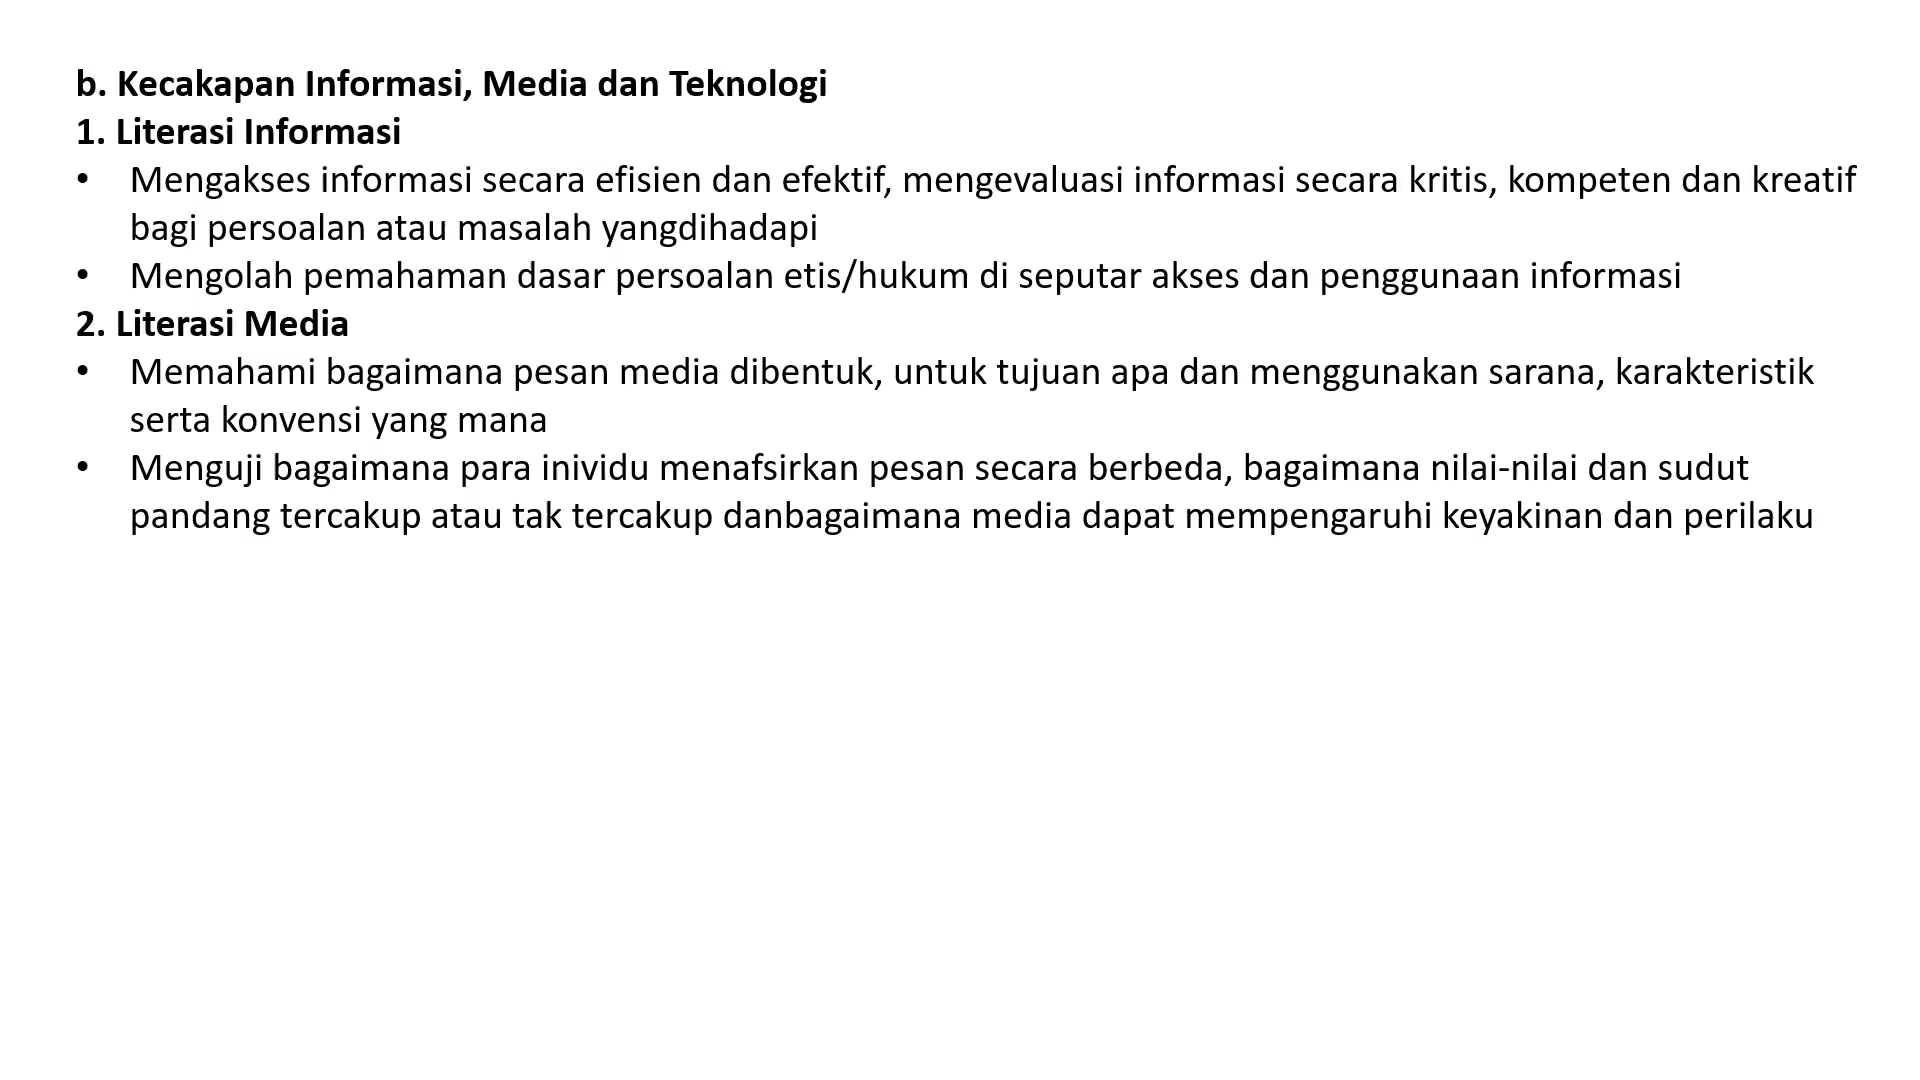 b. Kecakapan Informasi, Media dan Teknologi
1. Literasi Informasi
• Mengakses informasi secara efisien dan efektif, mengevaluasi informasi secara kritis, kompeten dan kreatif
bagi persoalan atau masalah yangdihadapi
• Mengolah pemahaman dasar persoalan etis/hukum di seputar akses dan penggunaan informasi
2. Literasi Media
• Memahami bagaimana pesan media dibentuk, untuk tujuan apa dan menggunakan sarana, karakteristik
serta konvensi yang mana
• Menguji bagaimana para inividu menafsirkan pesan secara berbeda, bagaimana nilai-nilai dan sudut
pandang tercakup atau tak tercakup danbagaimana media dapat mempengaruhi keyakinan dan perilaku